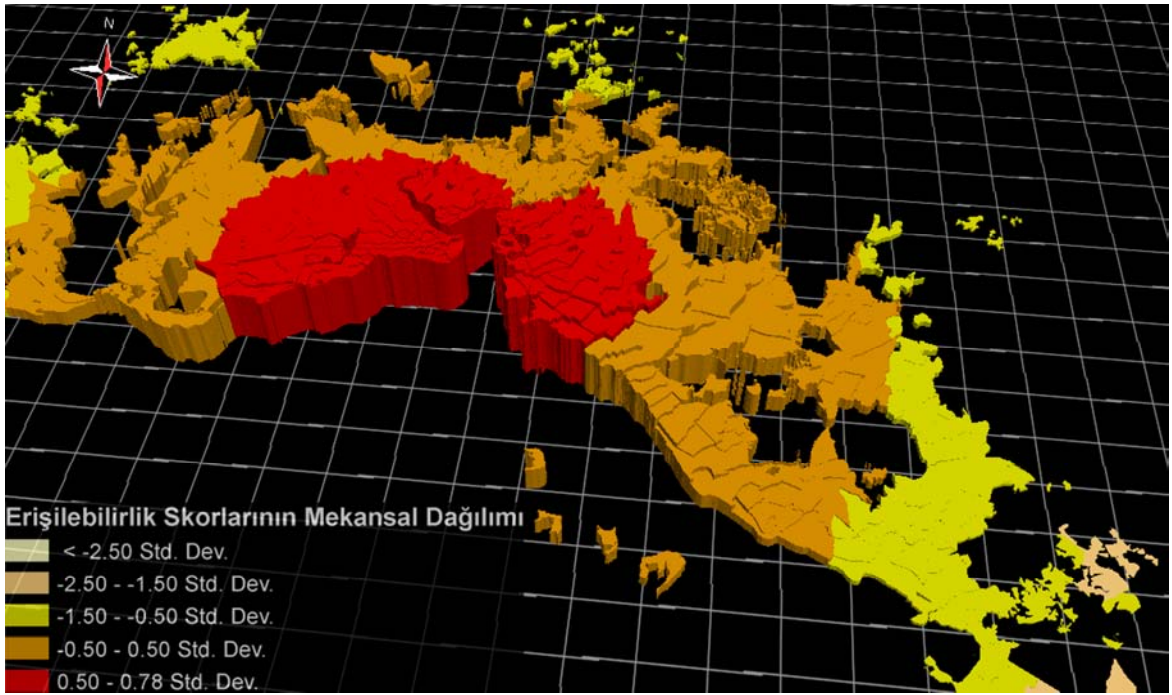 N
Erişilebilirlik Skorlarının Mekansal Dağılımı
< -2.50 Std. Dev.
-2.50 - -1.50 Std. Dev.
-1.50 - -0.50 Std. Dev.
-0.50 - 0.50 Std. Dev.
0.50 - 0.78 Std. Dev.